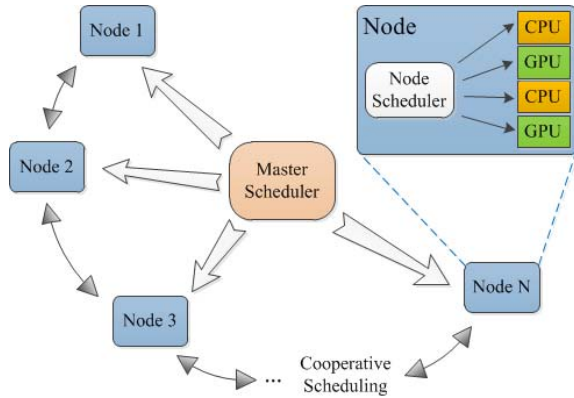 Node 1
Node
CPU
GPU
CPU
GPU
Node
Scheduler
Node 2
Master
Scheduler
Node N
Node 3
... Cooperative
Scheduling